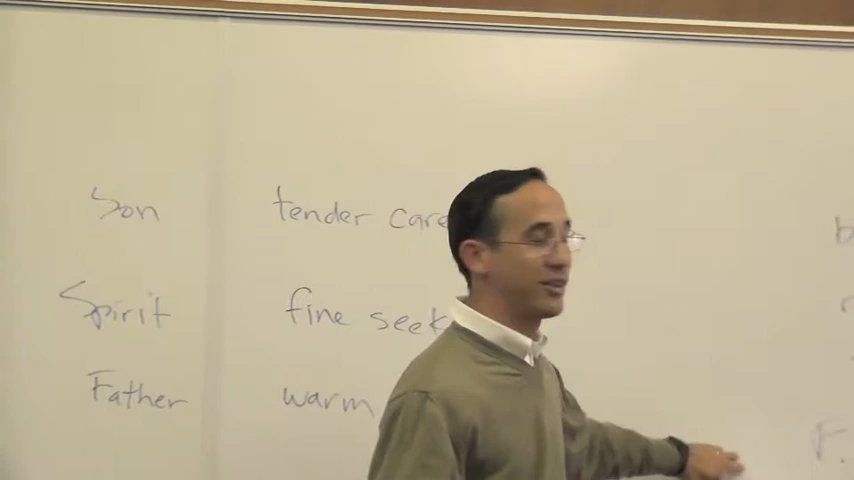 Son tender care
Spirit fine seek
Father warm